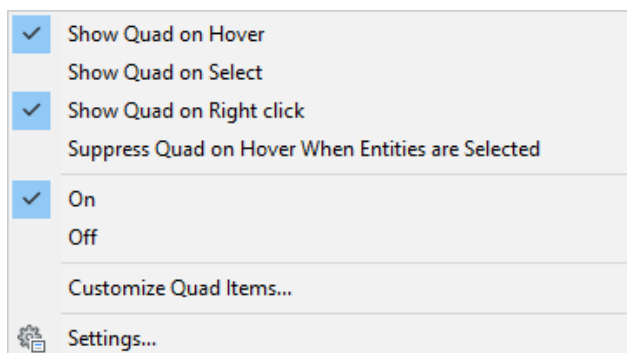 Show Quad on Hover
Show Quad on Select
Show Quad on Right click
Suppress Quad on Hover When Entities are Selected
On
Off
Customize Quad Items...
Settings...